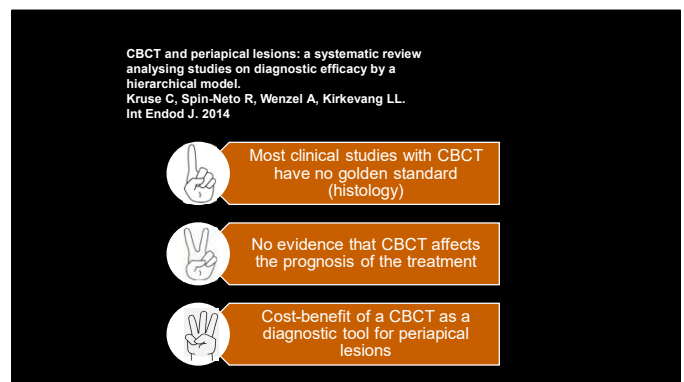 CBCT and periapical lesions: a systematic review
analysing studies on diagnostic efficacy by a
hierarchical model.
Kruse C, Spin-Neto R, Wenzel A, Kirkevang LL.
Int Endod J. 2014
Most clinical studies with CBCT
have no golden standard
(histology)
No evidence that CBCT affects
the prognosis of the treatment
Cost-benefit of a CBCT as a
diagnostic tool for periapical
lesions